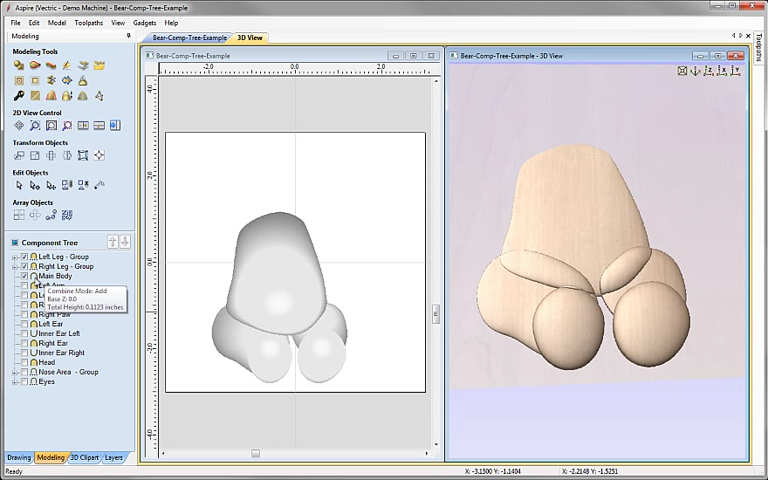 Aspire (Vectric - Demo Machine) - Bear-Comp-Tree-Example
File Edit Model Toolpaths View Gadgets Help
Modeling
Bear-Comp-Tree-Example 3D View
Toolpaths
Modeling Tools
2D View Control
Transform Objects
Edit Objects
Array Objects
Component Tree
Left Leg - Group
Right Leg - Group
Main Body
Combine Mode: Add
Base Z: 0.0
Total Height: 0.1123 inches
Left Ear
Inner Ear Left
Right Ear
Inner Ear Right
Head
Nose Area - Group
Eyes
Drawing Modeling 3D Clipart Layers
Bear-Comp-Tree-Example
-2.0 0.0 2.0
4.0
2.0
0.0
-2.0
-4.0
Bear-Comp-Tree-Example - 3D View
Ready
X: -3.1500 Y: -1.1404 X: -2.2148 Y: -1.5251